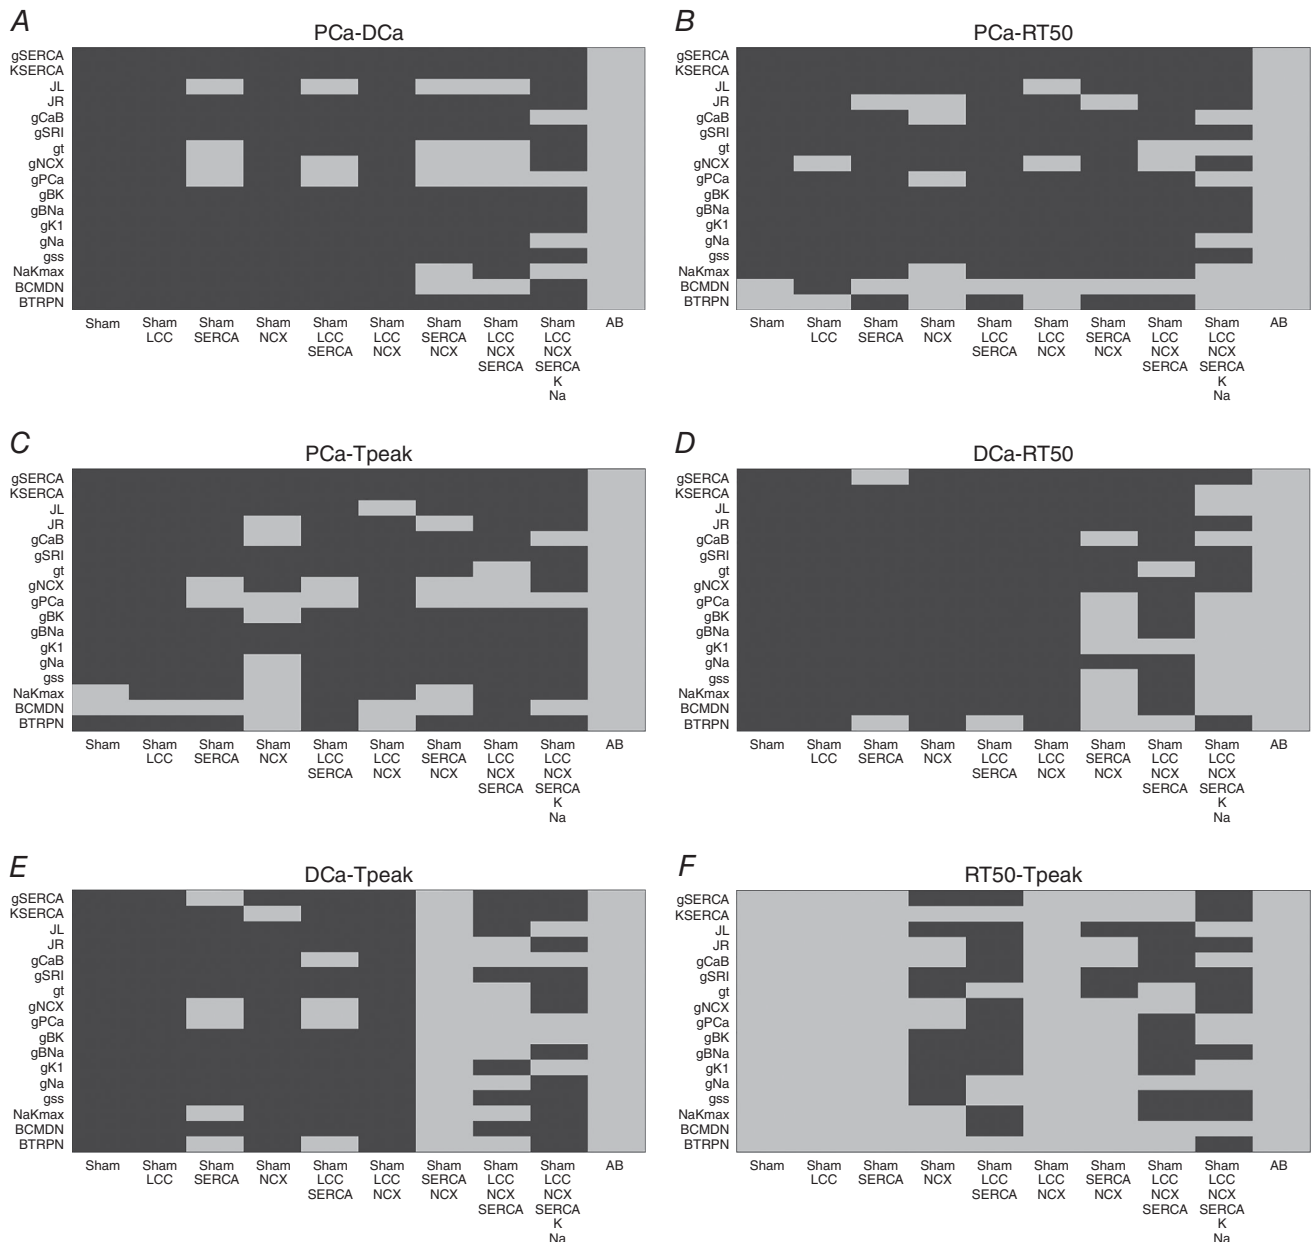 A
PCa-DCa
gSERCA
KSERCA
JL
JR
gCaB
gSRI
gt
gNCX
gPCa
gBK
gBNa
gK1
gNa
gss
NaKmax
BCMDN
BTRPN
Sham Sham Sham Sham Sham Sham Sham Sham Sham AB
LCC SERCA NCX LCC LCC SERCA LCC LCC
SERCA NCX NCX NCX NCX
SERCA SERCA
K
Na
B
PCa-RT50
gSERCA
KSERCA
JL
JR
gCaB
gSRI
gt
gNCX
gPCa
gBK
gBNa
gK1
gNa
gss
NaKmax
BCMDN
BTRPN
Sham Sham Sham Sham Sham Sham Sham Sham Sham AB
LCC SERCA NCX LCC LCC SERCA LCC LCC
SERCA NCX NCX NCX NCX
SERCA SERCA
K
Na
C
PCa-Tpeak
gSERCA
KSERCA
JL
JR
gCaB
gSRI
gt
gNCX
gPCa
gBK
gBNa
gK1
gNa
gss
NaKmax
BCMDN
BTRPN
Sham Sham Sham Sham Sham Sham Sham Sham Sham AB
LCC SERCA NCX LCC LCC SERCA LCC LCC
SERCA NCX NCX NCX NCX
SERCA SERCA
K
Na
D
DCa-RT50
gSERCA
KSERCA
JL
JR
gCaB
gSRI
gt
gNCX
gPCa
gBK
gBNa
gK1
gNa
gss
NaKmax
BCMDN
BTRPN
Sham Sham Sham Sham Sham Sham Sham Sham Sham AB
LCC SERCA NCX LCC LCC SERCA LCC LCC
SERCA NCX NCX NCX NCX
SERCA SERCA
K
Na
E
DCa-Tpeak
gSERCA
KSERCA
JL
JR
gCaB
gSRI
gt
gNCX
gPCa
gBK
gBNa
gK1
gNa
gss
NaKmax
BCMDN
BTRPN
Sham Sham Sham Sham Sham Sham Sham Sham Sham AB
LCC SERCA NCX LCC LCC SERCA LCC LCC
SERCA NCX NCX NCX NCX
SERCA SERCA
K
Na
F
RT50-Tpeak
gSERCA
KSERCA
JL
JR
gCaB
gSRI
gt
gNCX
gPCa
gBK
gBNa
gK1
gNa
gss
NaKmax
BCMDN
BTRPN
Sham Sham Sham Sham Sham Sham Sham Sham Sham AB
LCC SERCA NCX LCC LCC SERCA LCC LCC
SERCA NCX NCX NCX NCX
SERCA SERCA
K
Na